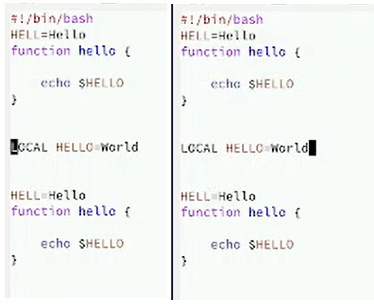 #!/bin/bash
HELL=Hello
function hello {
echo $HELLO
}
LOCAL HELLO=World
HELL=Hello
function hello {
echo $HELLO
}
#!/bin/bash
HELL=Hello
function hello {
echo $HELLO
}
LOCAL HELLO=World
HELL=Hello
function hello {
echo $HELLO
}